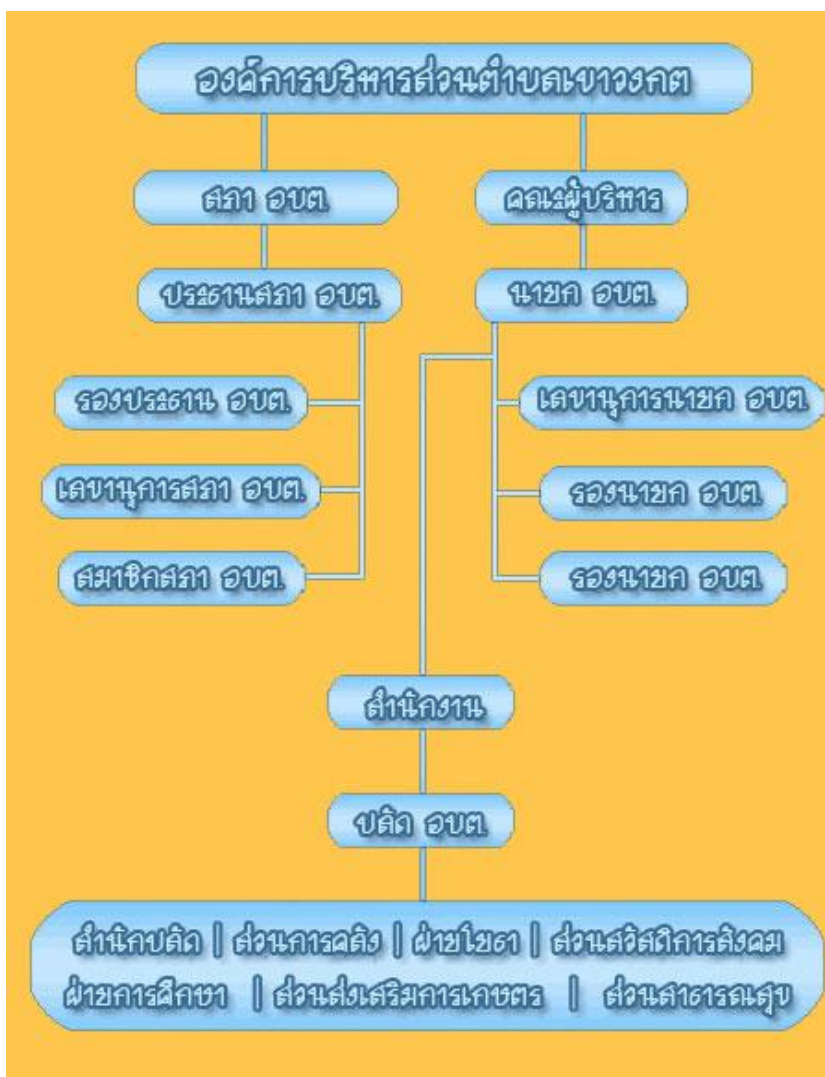 องค์การบริหารส่วนตำบลเขาวงกต
สภา อบต.
คณะผู้บริหาร
ประธานสภา อบต.
นายก อบต.
รองประธาน อบต.
เลขานุการนายก อบต.
เลขานุการสภา อบต.
รองนายก อบต.
สมาชิกสภา อบต.
รองนายก อบต.
สำนักงาน
ปลัด อบต.
สำนักปลัด | ส่วนการคลัง | ฝ่ายโยธา | ส่วนสวัสดิการสังคม
ฝ่ายการศึกษา | ส่วนส่งเสริมการเกษตร | ส่วนสาธารณสุข